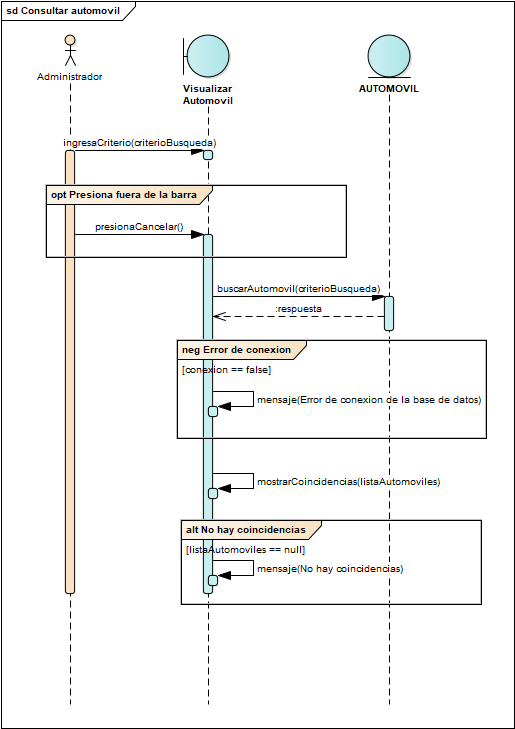 sd Consultar automovil
Administrador
Visualizar
Automovil
AUTOMOVIL
ingresaCriterio(criterioBusqueda)
opt Presiona fuera de la barra
presionaCancelar()
buscarAutomovil(criterioBusqueda)
:respuesta
neg Error de conexion
[conexion == false]
mensaje(Error de conexion de la base de datos)
mostrarCoincidencias(listaAutomoviles)
alt No hay coincidencias
[listaAutomoviles == null]
mensaje(No hay coincidencias)